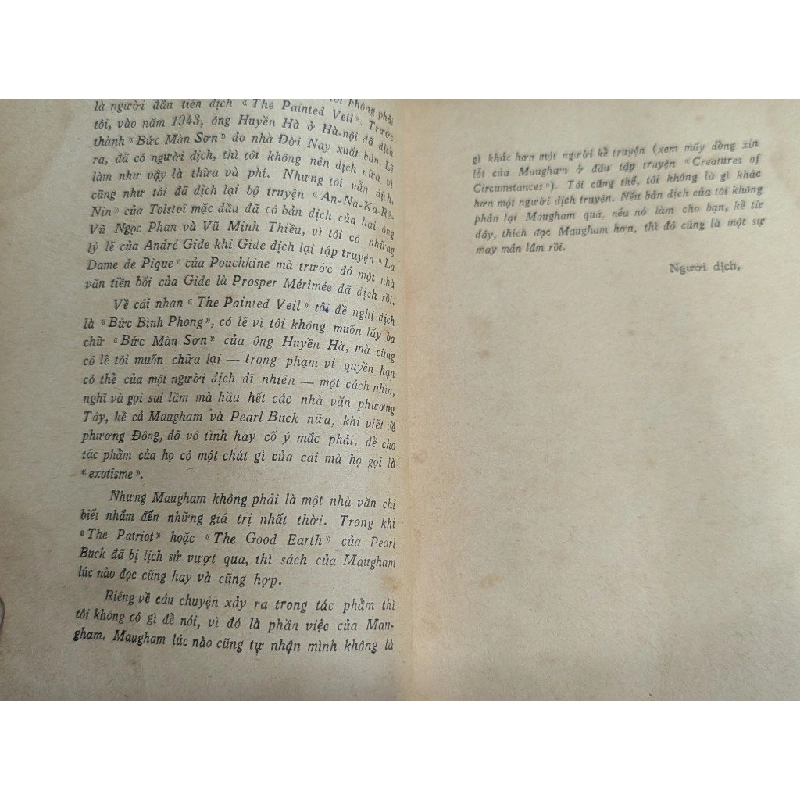 không phải
là người đầu tiên dịch «The Painted Veil». Trước
tôi, vào năm 1943, ông Huyền Hà ở Hà-nội đã dịch
thành «Bức Màn Sơn» do nhà Đời Nay xuất bản. Lẽ
ra, đã có người dịch, thì tôi không nên dịch nữa vì
làm như vậy là thừa và phí. Nhưng tôi vẫn dịch,
cũng như tôi đã dịch lại bộ truyện «An-Na-Ka-Rê-
Nin» của Tolstoi mặc dầu đã có bản dịch của hai ông
Vũ Ngọc Phan và Vũ Minh Thiều, vì tôi có những
lý lẽ của André Gide khi Gide dịch lại tập truyện «La
Dame de Pique» của Pouchkine mà trước đó một nhà
văn tiền bối của Gide là Prosper Mérimée đã dịch rồi.
Về cái nhan «The Painted Veil» tôi đề nghị dịch
là «Bức Bình Phong», có lẽ vì tôi không muốn lấy ba
chữ «Bức Màn Sơn» của ông Huyền Hà, mà cũng
có lẽ tôi muốn chữa lại — trong phạm vi quyền hạn
có thể của một người dịch dĩ nhiên — một cách nhìn,
nghĩ và gọi sai lầm mà hầu hết các nhà văn phương
Tây, kể cả Maugham và Pearl Buck nữa, khi viết về
phương Đông, đã vô tình hay cố ý mắc phải, để cho
tác phẩm của họ có một chút gì của cái mà họ gọi là
«exotisme».
Nhưng Maugham không phải là một nhà văn chỉ
biết nhắm đến những giá trị nhất thời. Trong khi
«The Patriot» hoặc «The Good Earth» của Pearl
Buck đã bị lịch sử vượt qua, thì sách của Maugham
lúc nào đọc cũng hay và cũng hợp.
Riêng về câu chuyện xảy ra trong tác phẩm thì
tôi không có gì để nói, vì đó là phần việc của Mau-
gham. Maugham lúc nào cũng tự nhận mình không là
gì khác hơn một người kể truyện (xem mấy dòng xin
lỗi của Maugham ở đầu tập truyện «Creatures of
Circumstances»). Tôi cũng thế, tôi không là gì khác
hơn một người dịch truyện. Nếu bản dịch của tôi không
phản lại Maugham quá, nếu nó làm cho bạn, kể từ
đây, thích đọc Maugham hơn, thì đó cũng là một sự
may mắn lắm rồi.
Người dịch,